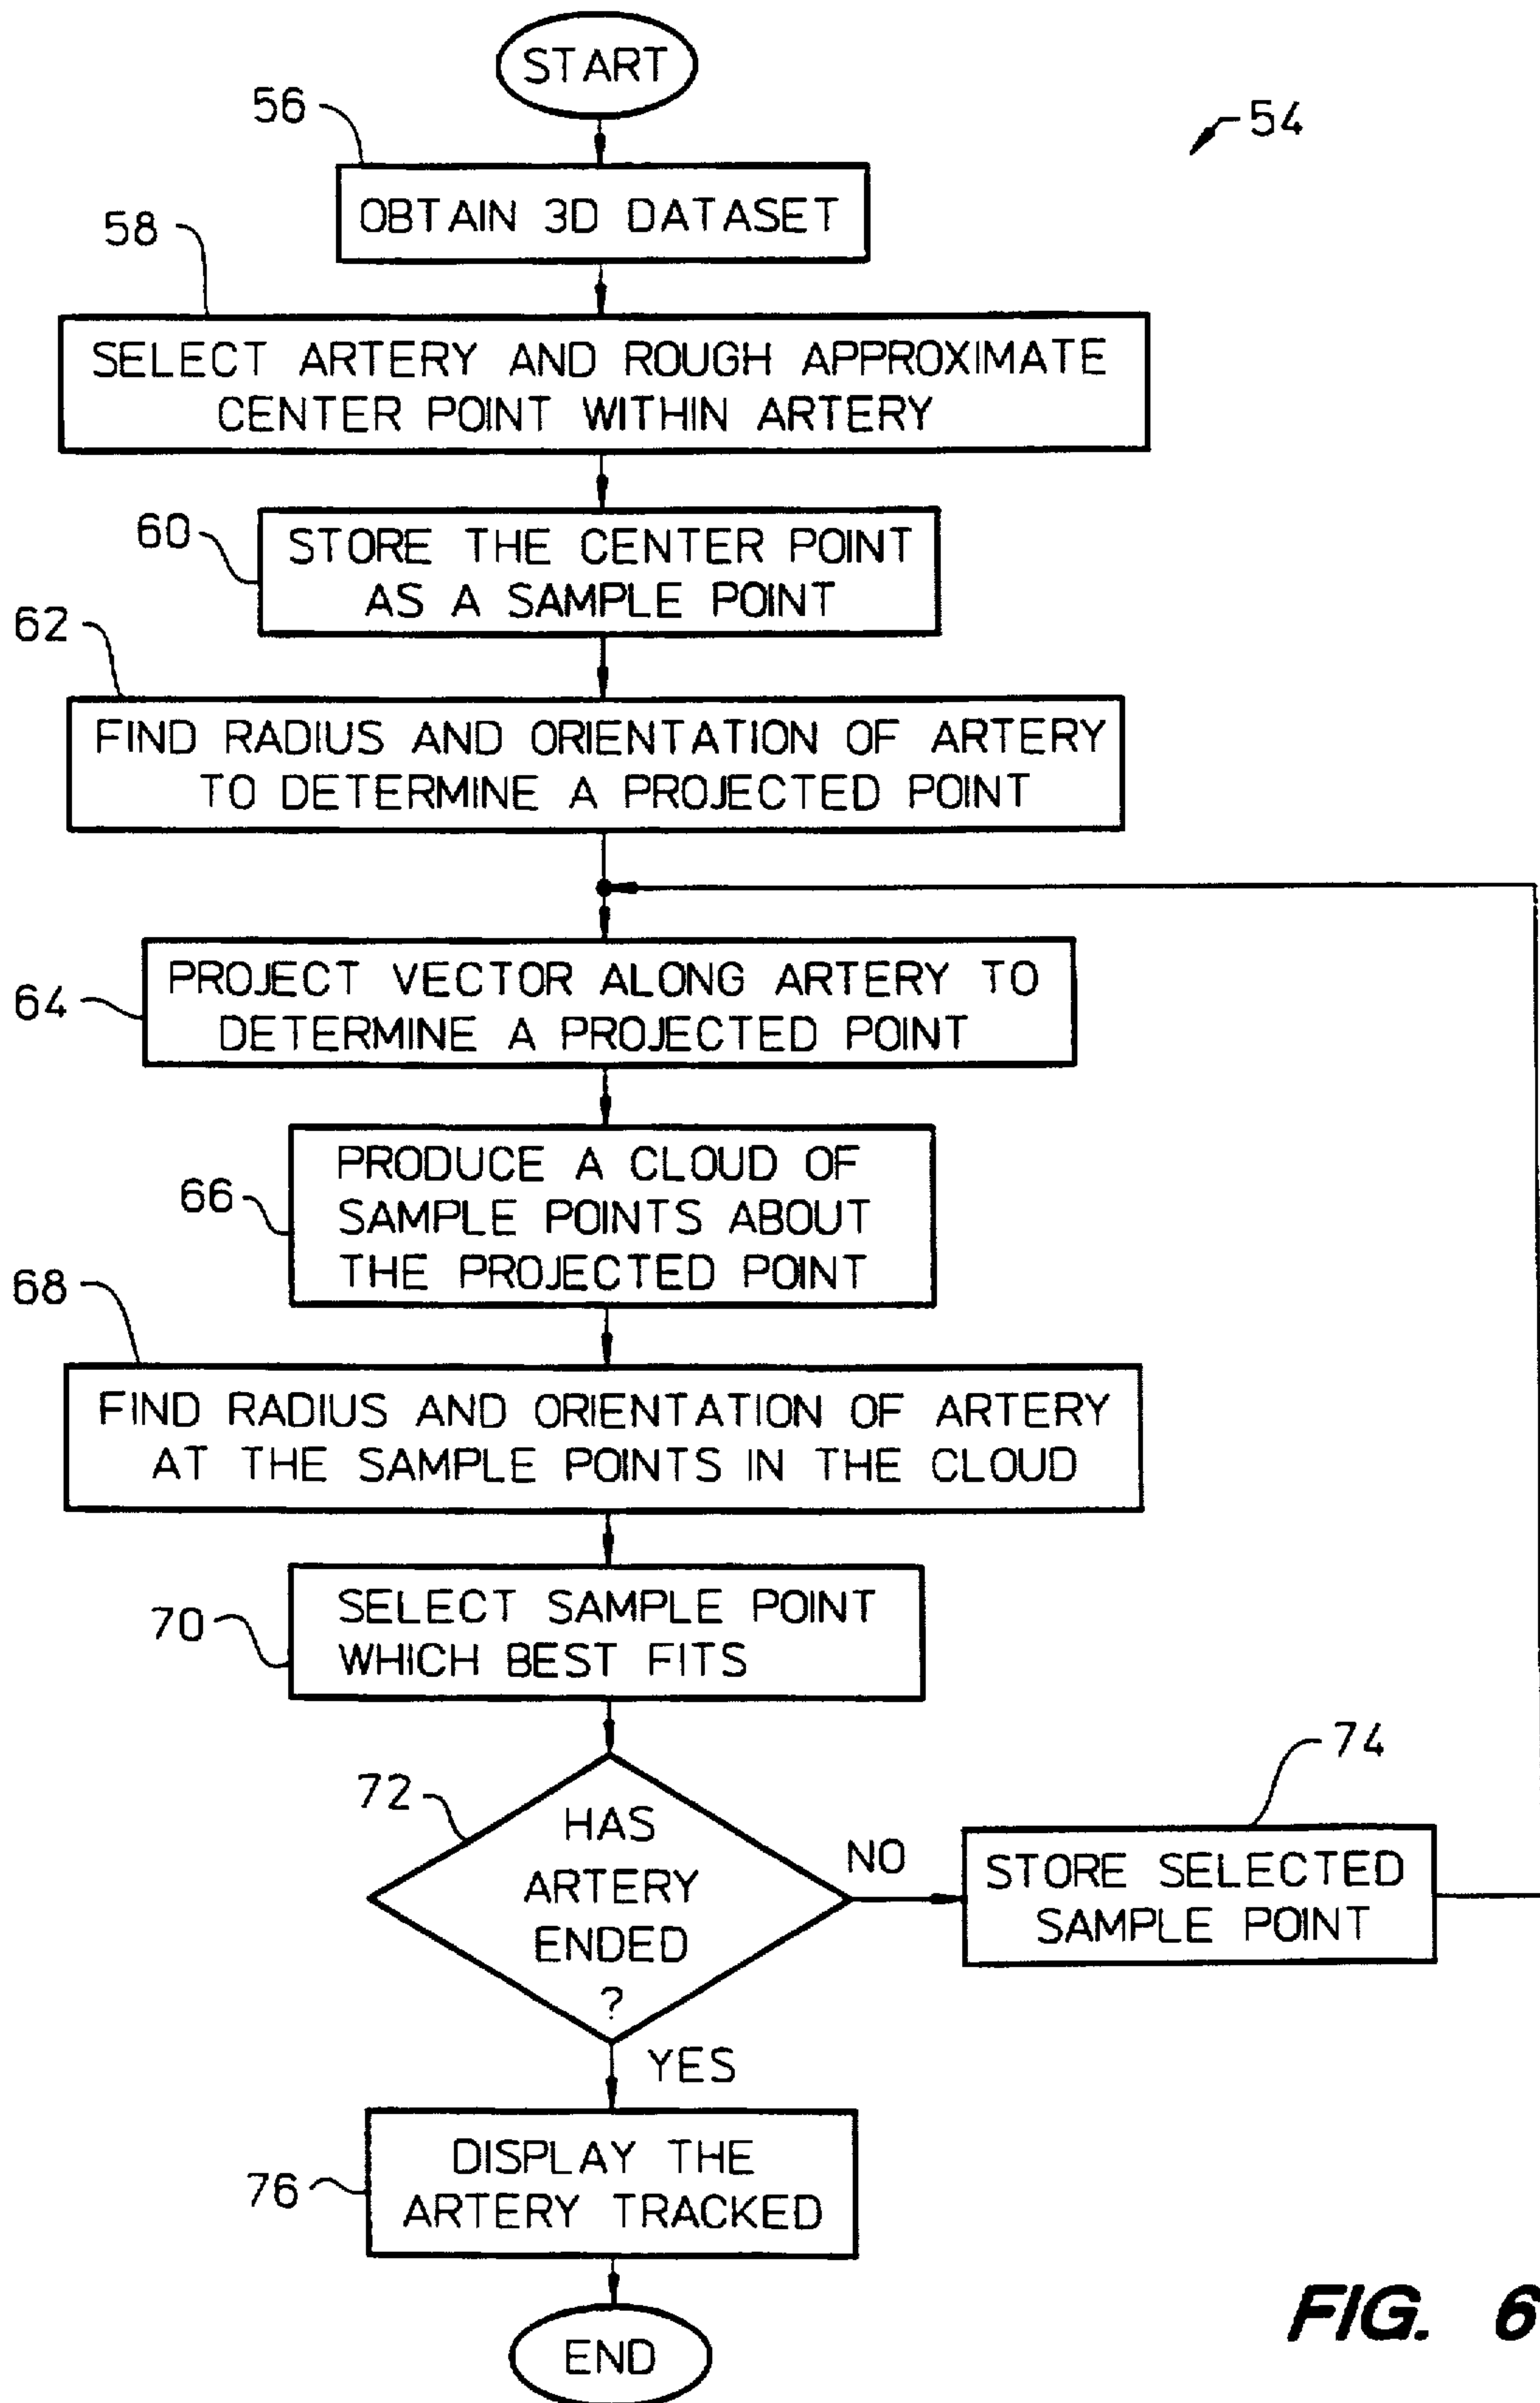 START
56
54
OBTAIN 3D DATASET
58
SELECT ARTERY AND ROUGH APPROXIMATE
CENTER POINT WITHIN ARTERY
60
STORE THE CENTER POINT
AS A SAMPLE POINT
62
FIND RADIUS AND ORIENTATION OF ARTERY
TO DETERMINE A PROJECTED POINT
64
PROJECT VECTOR ALONG ARTERY TO
DETERMINE A PROJECTED POINT
66
PRODUCE A CLOUD OF
SAMPLE POINTS ABOUT
THE PROJECTED POINT
68
FIND RADIUS AND ORIENTATION OF ARTERY
AT THE SAMPLE POINTS IN THE CLOUD
70
SELECT SAMPLE POINT
WHICH BEST FITS
72
HAS
ARTERY
ENDED
?
NO
74
STORE SELECTED
SAMPLE POINT
YES
76
DISPLAY THE
ARTERY TRACKED
END
FIG. 6